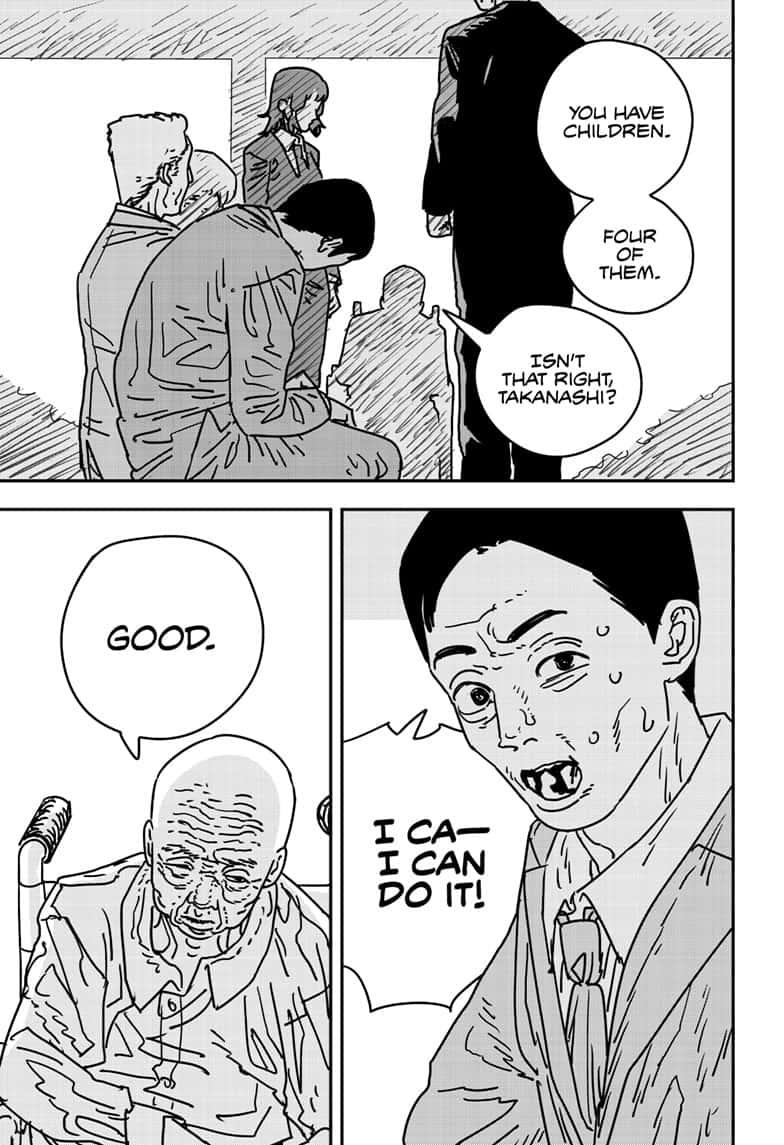 YOU HAVE
CHILDREN.
FOUR
OF
THEM.
ISN'T
THAT RIGHT,
TAKANASHI?
I CA—
I CAN
DO IT!
GOOD.